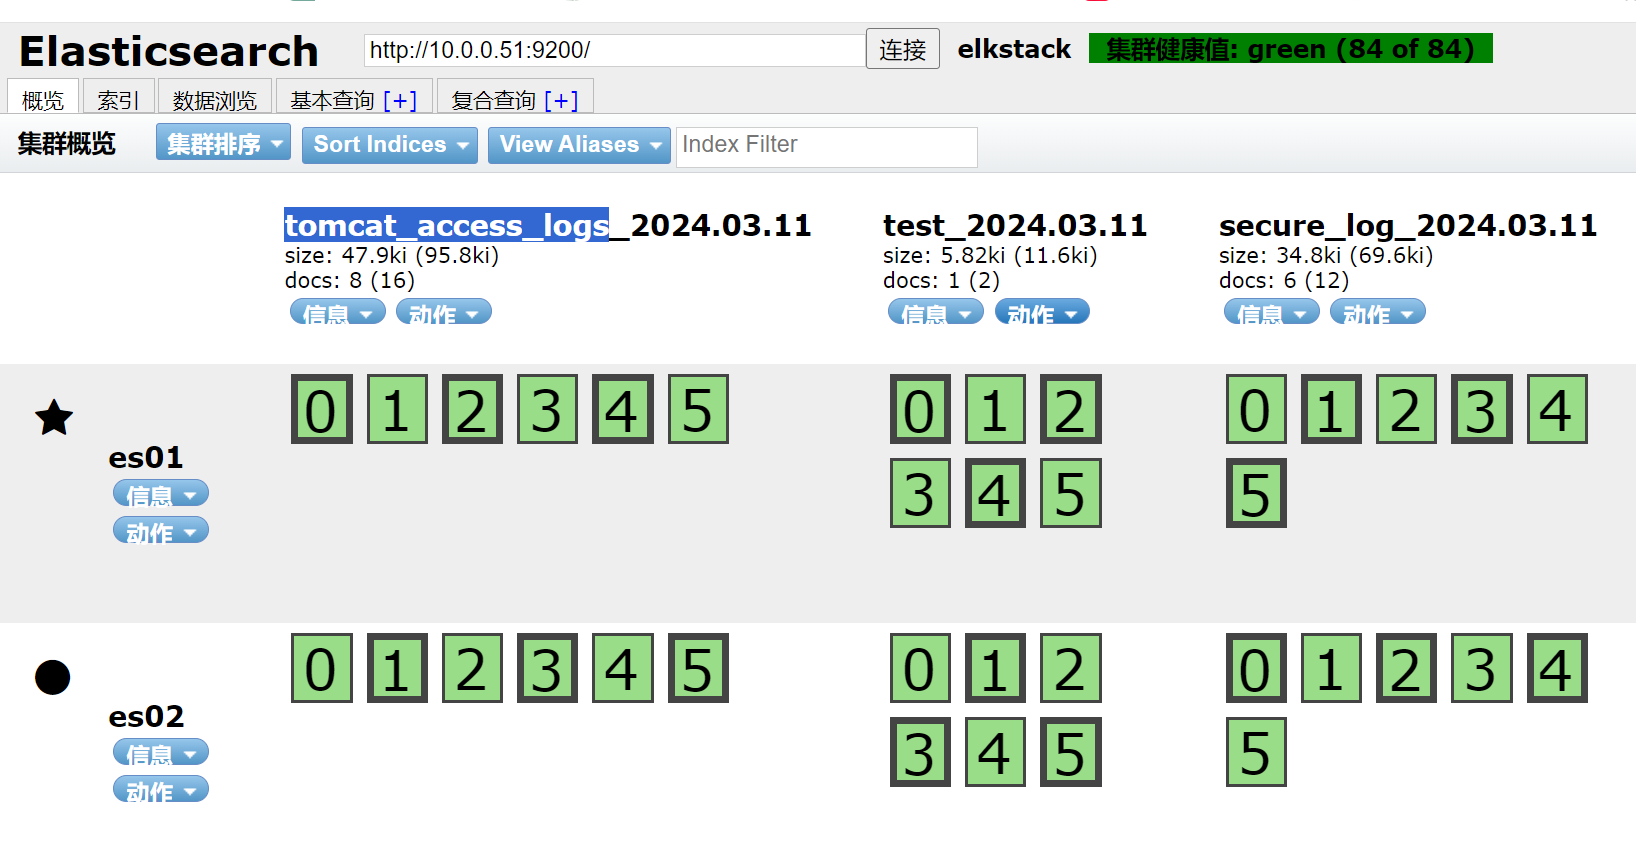 Elasticsearch http://10.0.0.51:9200/ 连接 elkstack 集群健康值: green (84 of 84)
概览 索引 数据浏览 基本查询 [+] 复合查询 [+]
集群概览 集群排序 Sort Indices View Aliases Index Filter
tomcat_access_logs_2024.03.11 test_2024.03.11 secure_log_2024.03.11
size: 47.9ki (95.8ki) size: 5.82ki (11.6ki) size: 34.8ki (69.6ki)
docs: 8 (16) docs: 1 (2) docs: 6 (12)
信息 动作 信息 动作 信息 动作
0 1 2 3 4 5 0 1 2 0 1 2 3 4
es01
3 4 5 5
信息
动作
0 1 2 3 4 5 0 1 2 0 1 2 3 4
es02
3 4 5 5
信息
动作